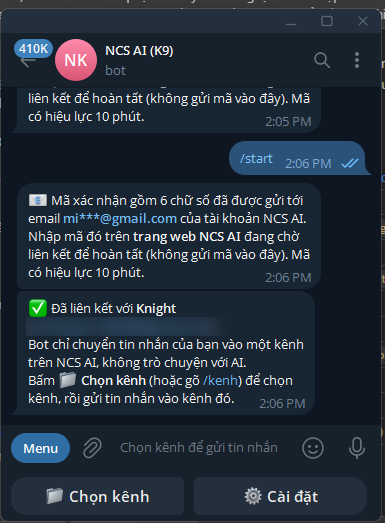 410K
NK
NCS AI (K9)
bot
liên kết để hoàn tất (không gửi mã vào đây). Mã
có hiệu lực 10 phút.
2:05 PM
/start 2:06 PM
📧 Mã xác nhận gồm 6 chữ số đã được gửi tới
email mi***@gmail.com của tài khoản NCS AI.
Nhập mã đó trên trang web NCS AI đang chờ
liên kết để hoàn tất (không gửi mã vào đây). Mã
có hiệu lực 10 phút.
2:06 PM
✅ Đã liên kết với Knight
Bot chỉ chuyển tin nhắn của bạn vào một kênh
trên NCS AI, không trò chuyện với AI.
Bấm 📁 Chọn kênh (hoặc gõ /kenh) để chọn
kênh, rồi gửi tin nhắn vào kênh đó.
2:06 PM
Menu
Chọn kênh để gửi tin nhắn
📁 Chọn kênh
⚙️ Cài đặt